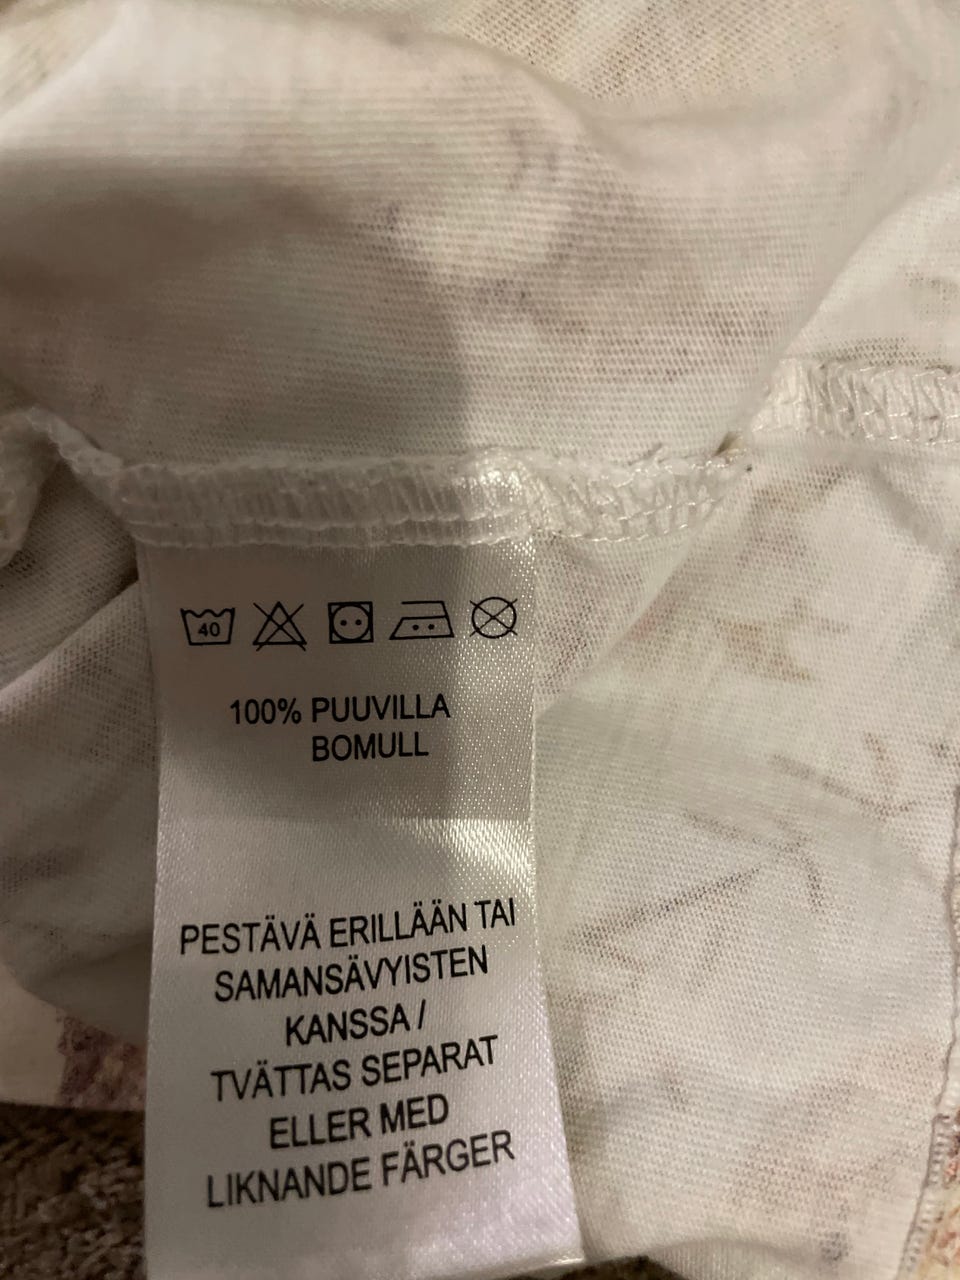 40
100% PUUVILLA
BOMULL
PESTÄVÄ ERILLÄÄN TAI
SAMANSÄVYISTEN
KANSSA /
TVÄTTAS SEPARAT
ELLER MED
LIKNANDE FÄRGER